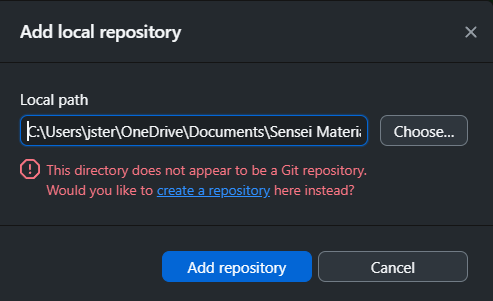 Add local repository
Local path
C:\Users\jster\OneDrive\Documents\Sensei Materia
Choose...
This directory does not appear to be a Git repository.
Would you like to create a repository here instead?
Add repository
Cancel